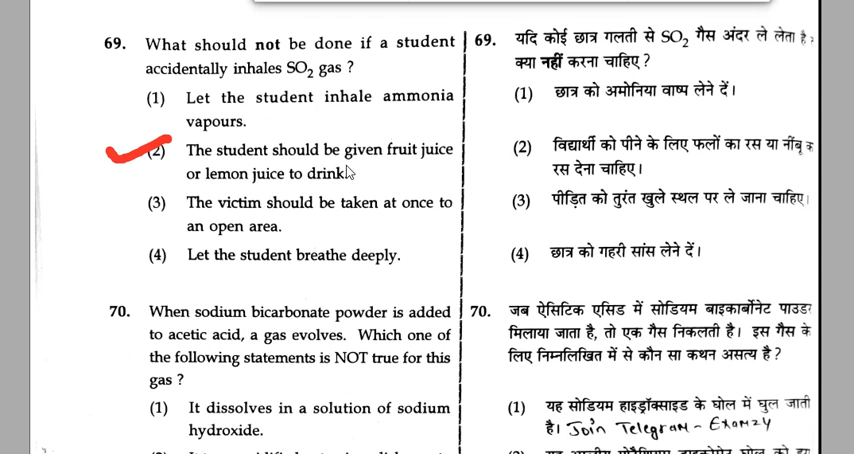 69. What should not be done if a student
accidentally inhales SO₂ gas ?
(1) Let the student inhale ammonia
vapours.
(2) The student should be given fruit juice
or lemon juice to drink.
(3) The victim should be taken at once to
an open area.
(4) Let the student breathe deeply.
70. When sodium bicarbonate powder is added
to acetic acid, a gas evolves. Which one of
the following statements is NOT true for this
gas ?
(1) It dissolves in a solution of sodium
hydroxide.
69. यदि कोई छात्र गलती से SO₂ गैस अंदर ले लेता है,
क्या नहीं करना चाहिए ?
(1) छात्र को अमोनिया वाष्प लेने दें।
(2) विद्यार्थी को पीने के लिए फलों का रस या नींबू
रस देना चाहिए।
(3) पीड़ित को तुरंत खुले स्थल पर ले जाना चाहिए।
(4) छात्र को गहरी सांस लेने दें।
70. जब ऐसिटिक एसिड में सोडियम बाइकार्बोनेट पाउडर
मिलाया जाता है, तो एक गैस निकलती है। इस गैस के
लिए निम्नलिखित में से कौन सा कथन असत्य है ?
(1) यह सोडियम हाइड्रॉक्साइड के घोल में घुल जाती
है। Join Telegram - Exam24